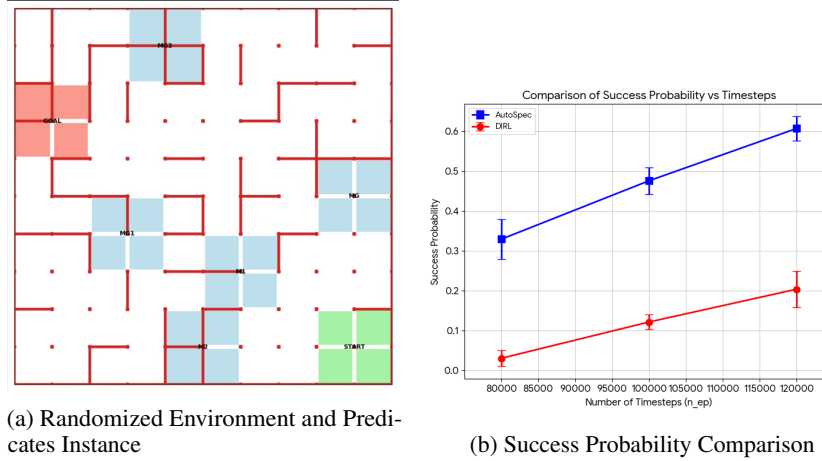 MG2
GOAL
MG
MG1
M1
M2
START
(a) Randomized Environment and Predi-
cates Instance
Comparison of Success Probability vs Timesteps
AutoSpec
DIRL
0.6
0.5
0.4
0.3
0.2
0.1
0.0
Success Probability
80000 85000 90000 95000 100000 105000 110000 115000 120000
Number of Timesteps (n_ep)
(b) Success Probability Comparison